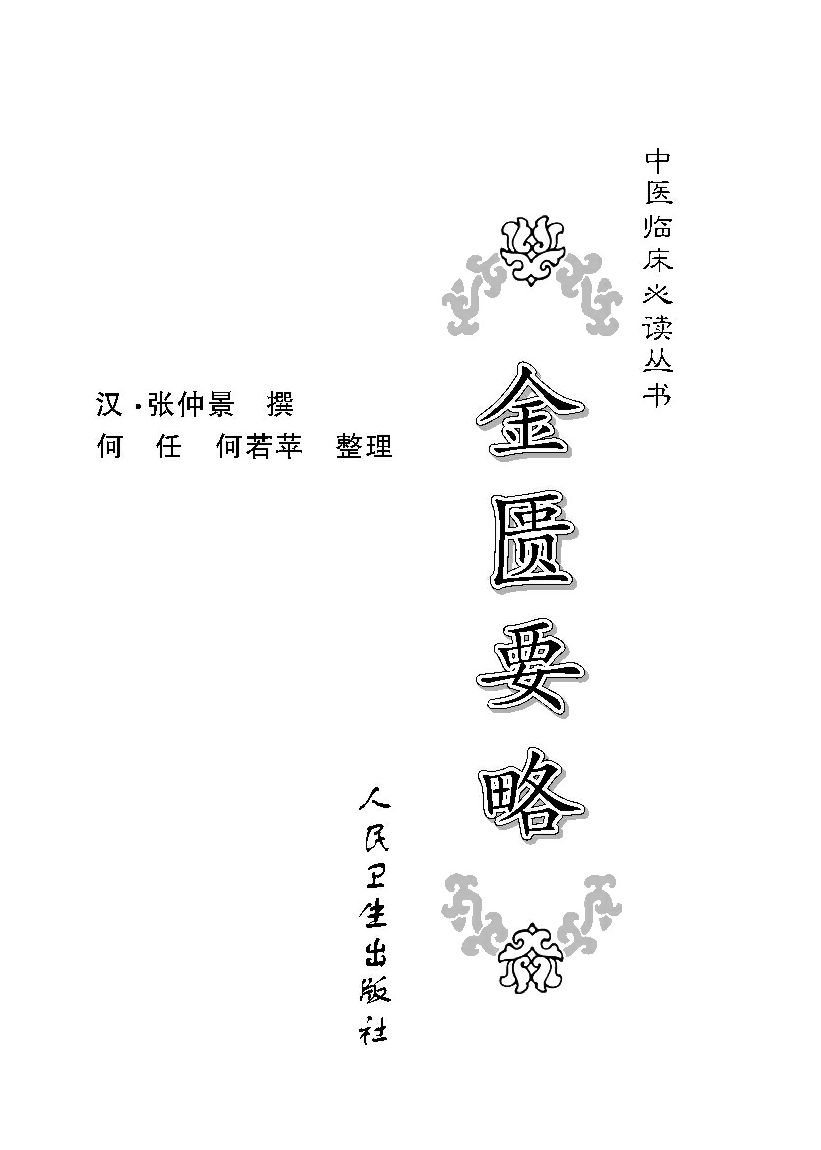 中医临床必读丛书
金匮要略
汉·张仲景 撰
何 任 何若苹 整理
人民卫生出版社